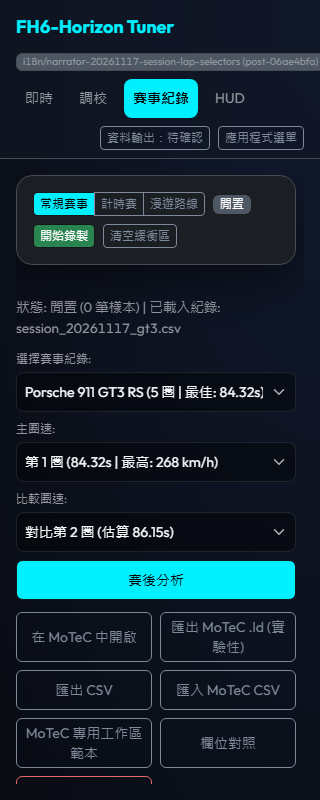 FH6-Horizon Tuner
i18n/narrator-20261117-session-lap-selectors (post-06ae4bfa)
即時 調校 賽事紀錄 HUD
資料輸出：待確認 應用程式選單
常規賽事 計時賽 漫遊路線 閒置
開始錄製 清空緩衝區
狀態: 閒置 (0 筆樣本) | 已載入紀錄:
session_20261117_gt3.csv
選擇賽事紀錄:
Porsche 911 GT3 RS (5 圈 | 最佳: 84.32s)
主圈速:
第 1 圈 (84.32s | 最高: 268 km/h)
比較圈速:
對比第 2 圈 (估算 86.15s)
賽後分析
在 MoTeC 中開啟
匯出 MoTeC .ld (實
驗性)
匯出 CSV
匯入 MoTeC CSV
MoTeC 專用工作區
範本
欄位對照